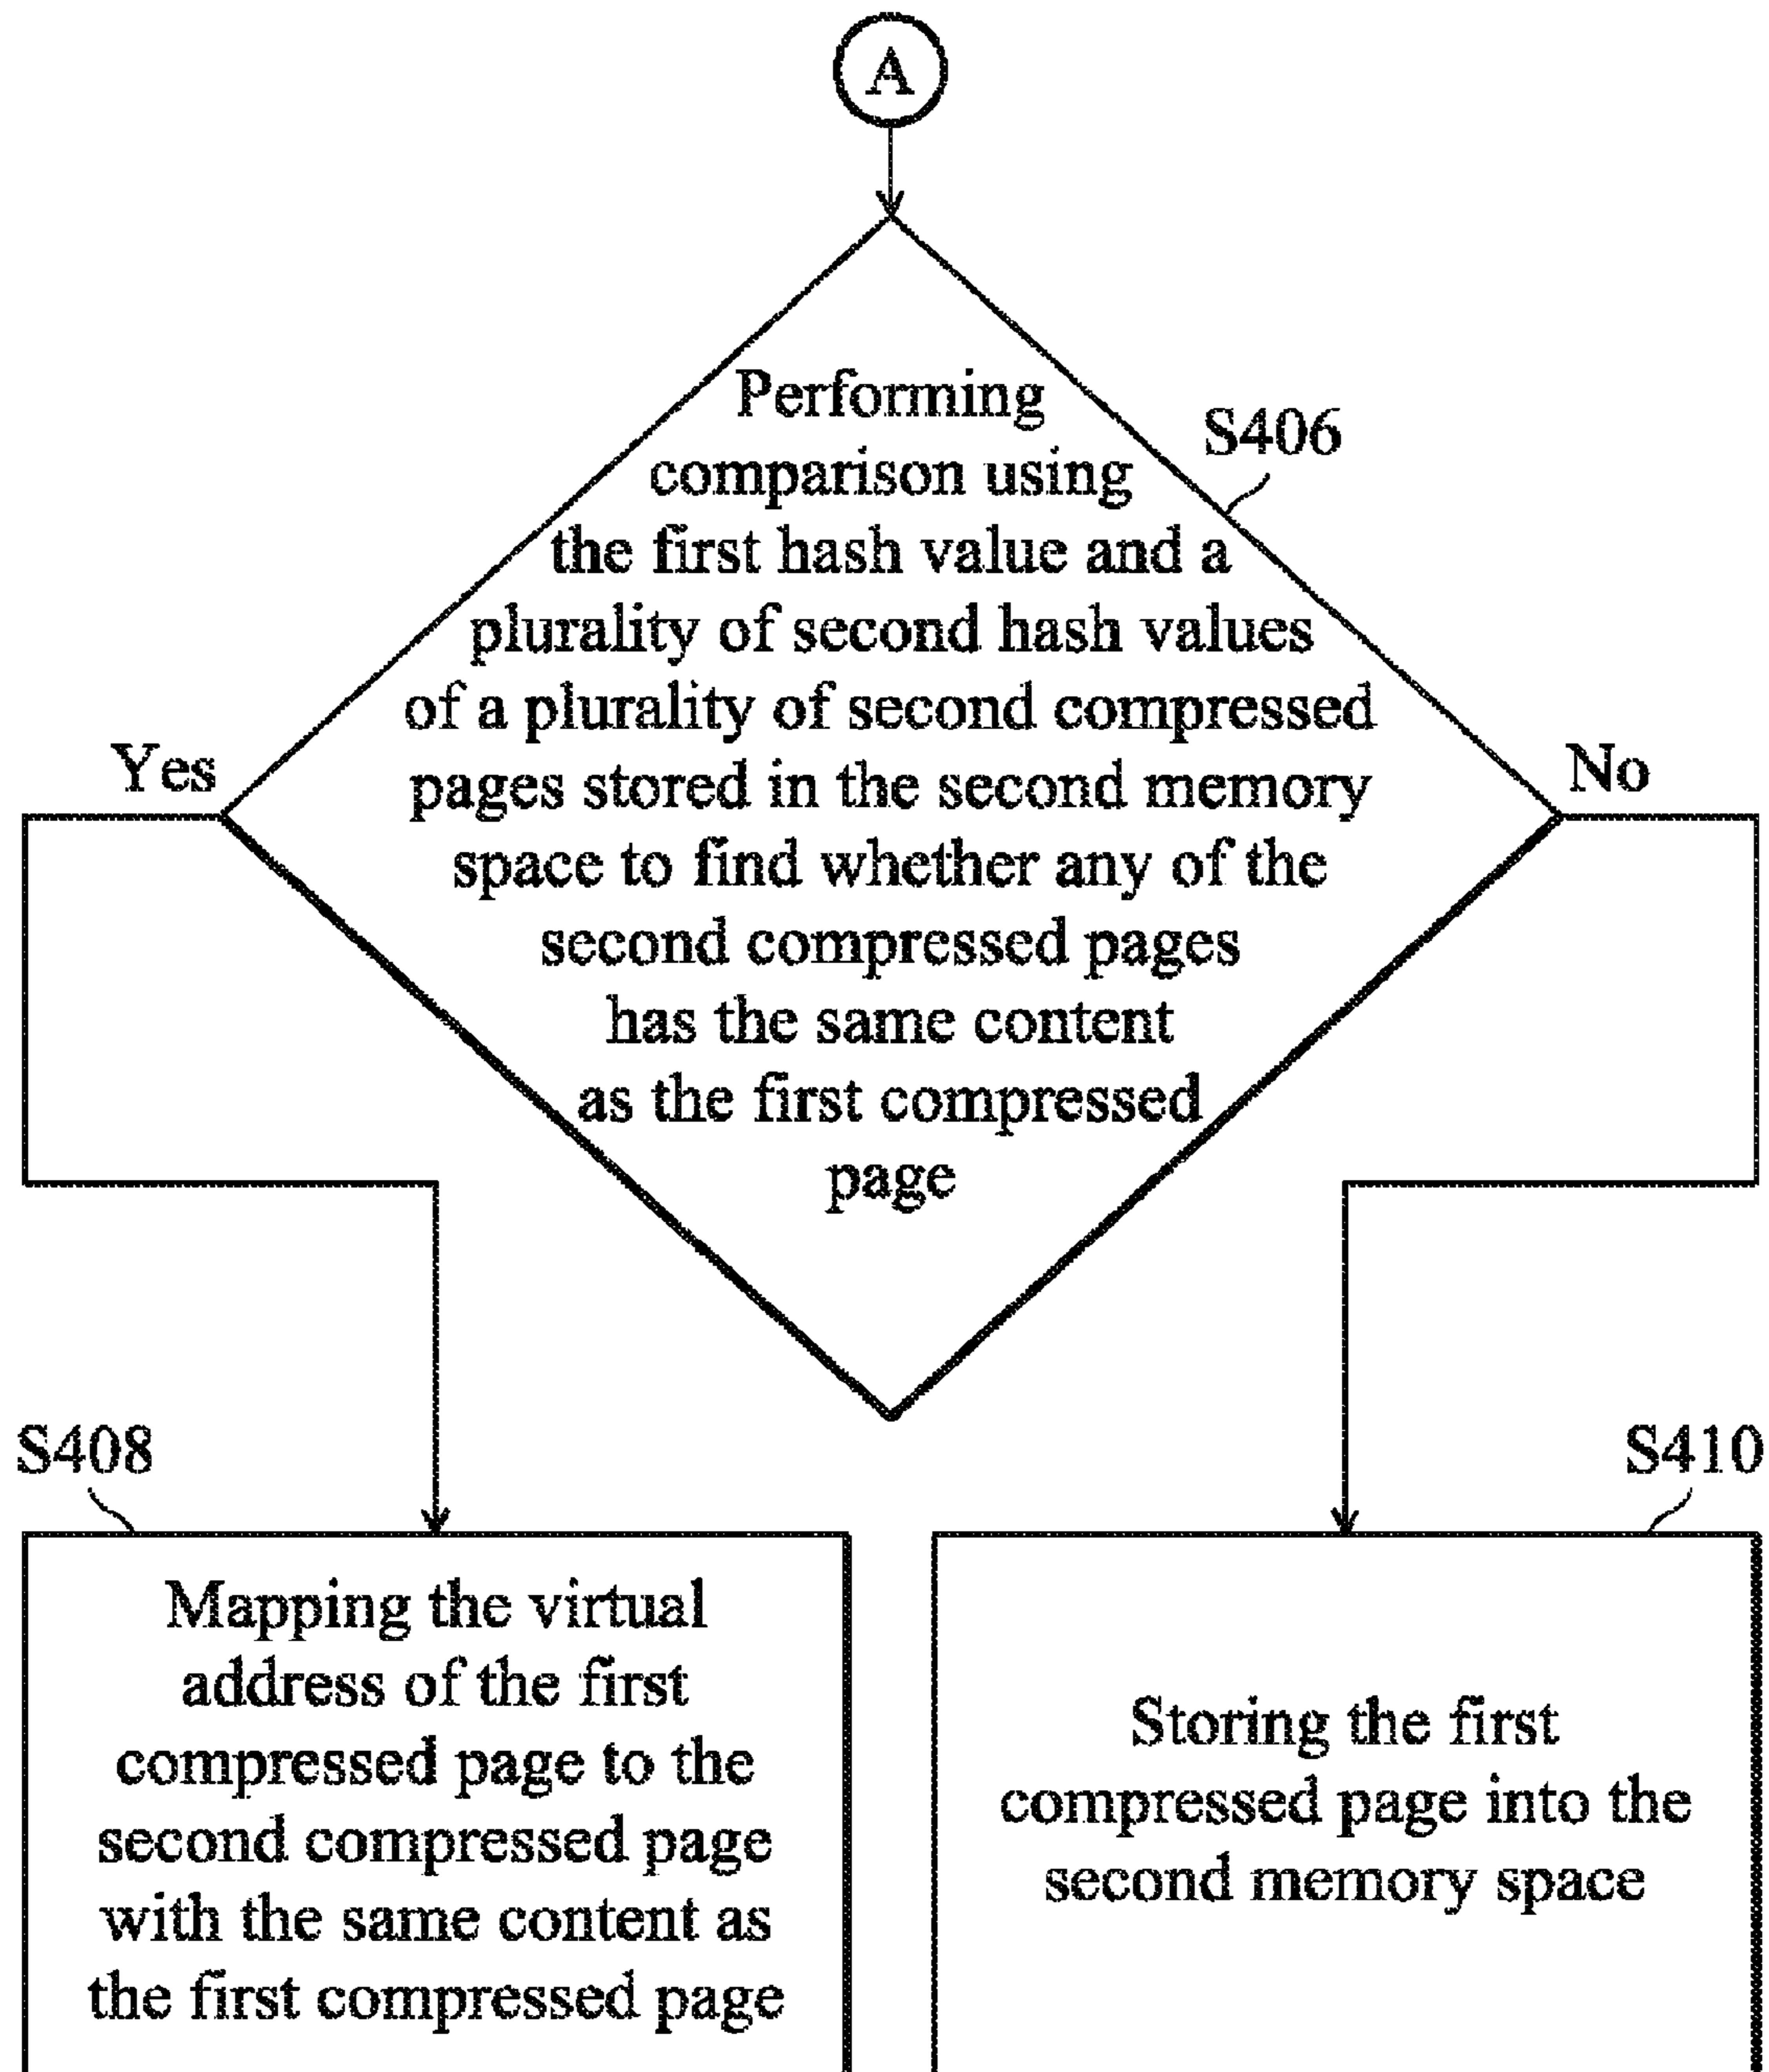 A
Performing
comparison using
the first hash value and a
plurality of second hash values
of a plurality of second compressed
pages stored in the second memory
space to find whether any of the
second compressed pages
has the same content
as the first compressed
page
S406
Yes
No
S408
Mapping the virtual
address of the first
compressed page to the
second compressed page
with the same content as
the first compressed page
S410
Storing the first
compressed page into the
second memory space